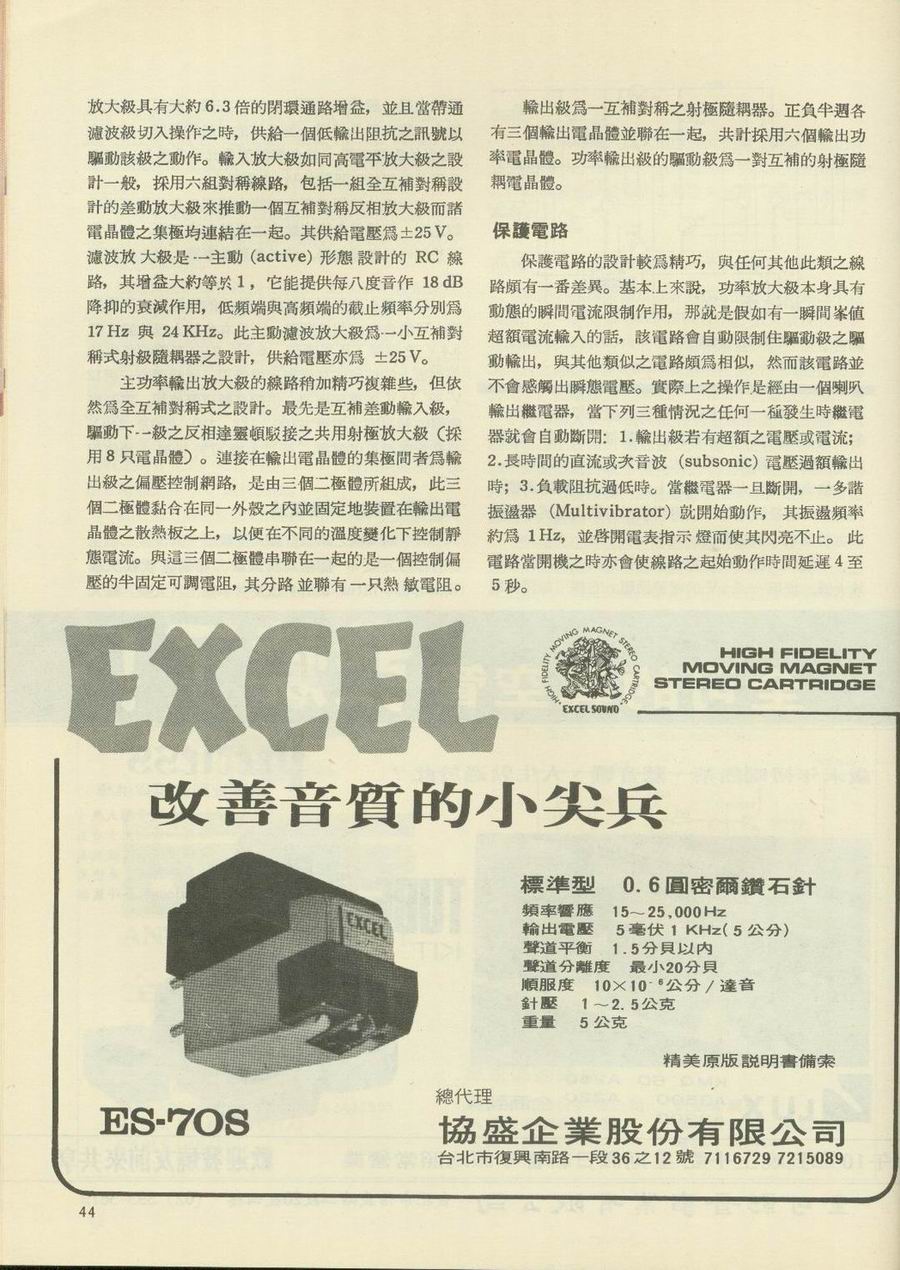 放大級具有大約6.3倍的閉環通路增益，並且當帶通
濾波級切入操作之時，供給一個低輸出阻抗之訊號以
驅動該級之動作。輸入放大級如同高電平放大級之設
計一般，採用六組對稱線路，包括一組全互補對稱設
計的差動放大級來推動一個互補對稱反相放大級而諸
電晶體之集極均連結在一起。其供給電壓爲±25V。
濾波放大級是一主動 (active) 形態設計的 RC 線
路，其增益大約等於1，它能提供每八度音作 18dB
降抑的衰減作用，低頻端與高頻端的截止頻率分別爲
17Hz 與 24KHz。此主動濾波放大級爲一小互補對
稱式射級隨耦器之設計，供給電壓亦爲 ±25V。
主功率輸出放大級的線路稍加精巧複雜些，但依
然爲全互補對稱式之設計。最先是互補差動輸入級，
驅動下一級之反相達靈頓駁接之共用射極放大級（採
用8只電晶體）。連接在輸出電晶體的集極間者爲輸
出級之偏壓控制網路，是由三個二極體所組成，此三
個二極體黏合在同一外殼之內並固定地裝置在輸出電
晶體之散熱板之上，以便在不同的溫度變化下控制靜
態電流。與這三個二極體串聯在一起的是一個控制偏
壓的半固定可調電阻，其分路並聯有一只熱敏電阻。
輸出級爲一互補對稱之射極隨耦器。正負半週各
有三個輸出電晶體並聯在一起，共計採用六個輸出功
率電晶體。功率輸出級的驅動級爲一對互補的射極隨
耦電晶體。
保護電路
保護電路的設計較爲精巧，與任何其他此類之線
路頗有一番差異。基本上來說，功率放大級本身具有
動態的瞬間電流限制作用，那就是假如有一瞬間峯值
超額電流輸入的話，該電路會自動限制住驅動級之驅
動輸出，與其他類似之電路頗爲相似，然而該電路並
不會感觸出瞬態電壓。實際上之操作是經由一個喇叭
輸出繼電器，當下列三種情況之任何一種發生時繼電
器就會自動斷開：1.輸出級若有超額之電壓或電流；
2.長時間的直流或次音波 (subsonic) 電壓過額輸出
時；3.負載阻抗過低時。當繼電器一旦斷開，一多諧
振盪器 (Multivibrator) 就開始動作，其振盪頻率
約爲 1Hz，並啓開電表指示燈而使其閃亮不止。此
電路當開機之時亦會使線路之起始動作時間延遲4至
5秒。
EXCEL
HIGH FIDELITY MOVING MAGNET STEREO CARTRIDGE
EXCEL SOUND
HIGH FIDELITY
MOVING MAGNET
STEREO CARTRIDGE
改善音質的小尖兵
EXCEL
標準型 0.6圓密爾鑽石針
頻率響應 15～25,000Hz
輸出電壓 5毫伏1KHz(5公分)
聲道平衡 1.5分貝以內
聲道分離度 最小20分貝
順服度 10×10⁻⁶公分/達音
針壓 1～2.5公克
重量 5公克
精美原版説明書備索
ES-70S
總代理
協盛企業股份有限公司
台北市復興南路一段36之12號 7116729 7215089
44